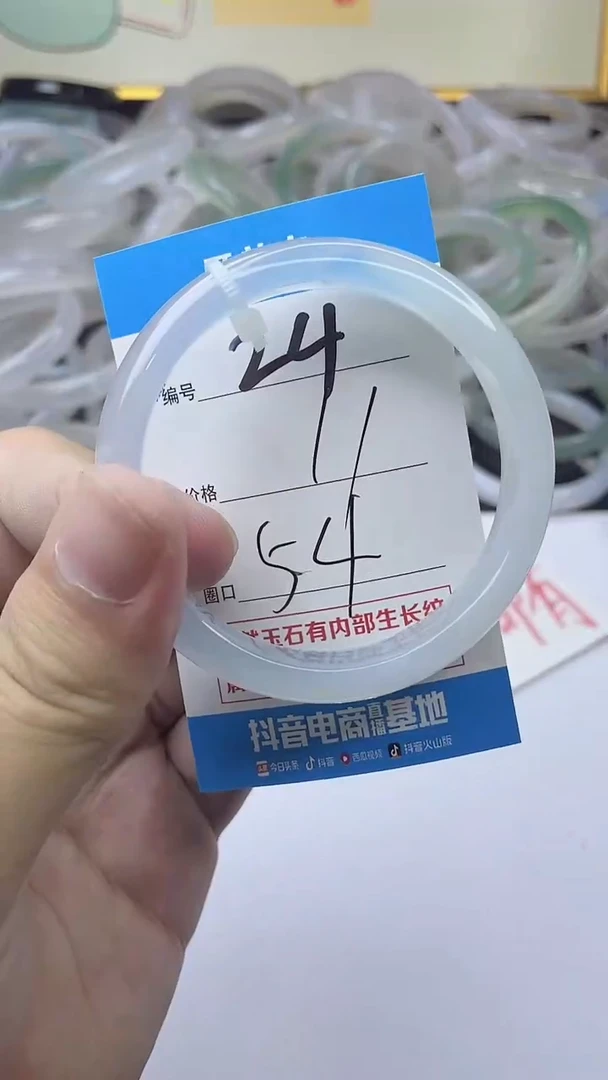 编号 24
价格
圈口 54
玉石有内部生长纹
抖音电商直播基地
今日头条 抖音 西瓜视频 抖音火山版